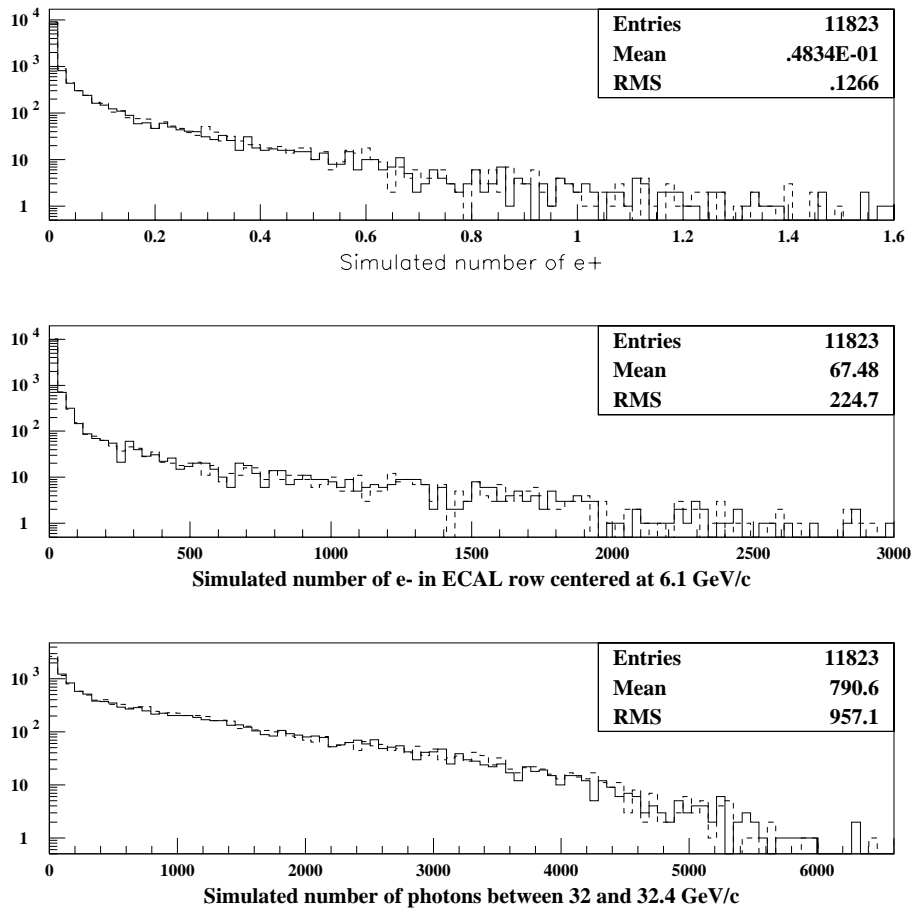 Entries 11823
Mean .4834E-01
RMS .1266
10 4
10 3
10 2
10
1
0 0.2 0.4 0.6 0.8 1 1.2 1.4 1.6
Simulated number of e+
Entries 11823
Mean 67.48
RMS 224.7
10 4
10 3
10 2
10
1
0 500 1000 1500 2000 2500 3000
Simulated number of e- in ECAL row centered at 6.1 GeV/c
Entries 11823
Mean 790.6
RMS 957.1
10 3
10 2
10
1
0 1000 2000 3000 4000 5000 6000
Simulated number of photons between 32 and 32.4 GeV/c